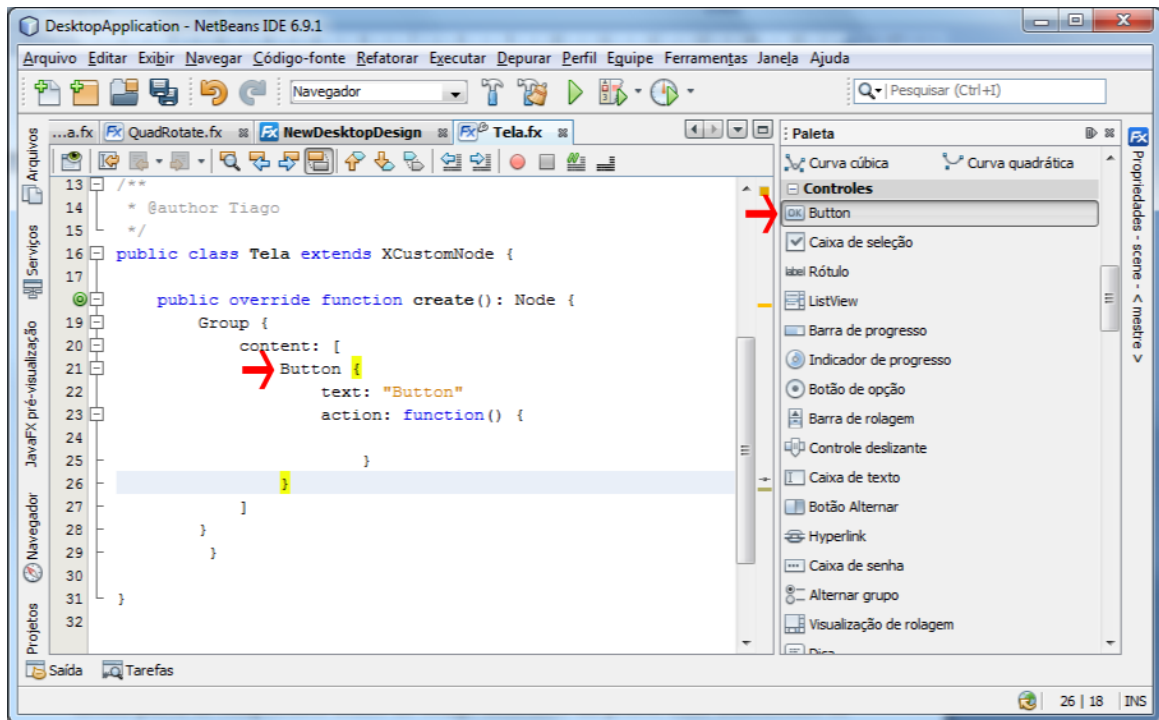 DesktopApplication - NetBeans IDE 6.9.1
Arquivo Editar Exibir Navegar Código-fonte Refatorar Executar Depurar Perfil Equipe Ferramentas Janela Ajuda
Navegador
Pesquisar (Ctrl+I)
...a.fx QuadRotate.fx NewDesktopDesign Tela.fx
Arquivos
Serviços
JavaFX pré-visualização
Navegador
Projetos
13 /**
14 * @author Tiago
15 */
16 public class Tela extends XCustomNode {
17
public override function create(): Node {
19 Group {
20 content: [
21 Button {
22 text: "Button"
23 action: function() {
24
25 }
26 }
27 ]
28 }
29 }
30
31 }
32
Paleta
Curva cúbica Curva quadrática
Controles
OK Button
Caixa de seleção
label Rótulo
ListView
Barra de progresso
Indicador de progresso
Botão de opção
Barra de rolagem
Controle deslizante
Caixa de texto
Botão Alternar
Hyperlink
Caixa de senha
Alternar grupo
Visualização de rolagem
Dica
Fx Propriedades - scene - < mestre >
Saída Tarefas
26 | 18 INS